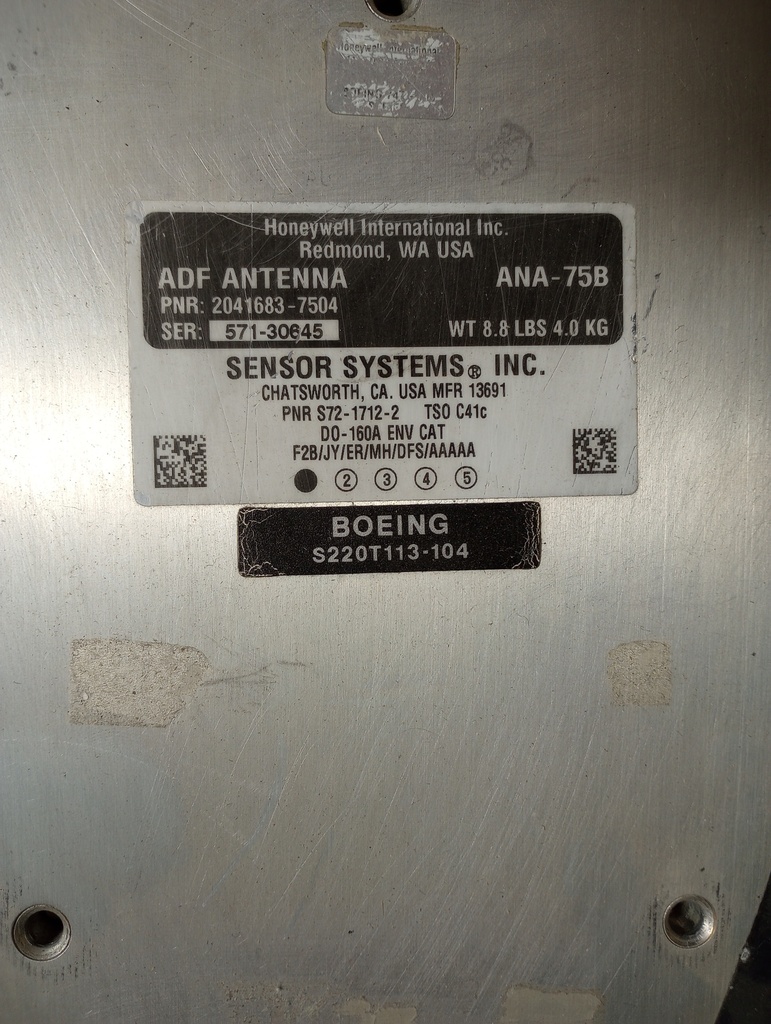 Honeywell International
Honeywell International Inc.
Redmond, WA USA
ADF ANTENNA ANA-75B
PNR: 2041683-7504
SER: 571-30645 WT 8.8 LBS 4.0 KG
SENSOR SYSTEMS® INC.
CHATSWORTH, CA. USA MFR 13691
PNR S72-1712-2 TSO C41c
DO-160A ENV CAT
F2B/JY/ER/MH/DFS/AAAAA
② ③ ④ ⑤
BOEING
S220T113-104